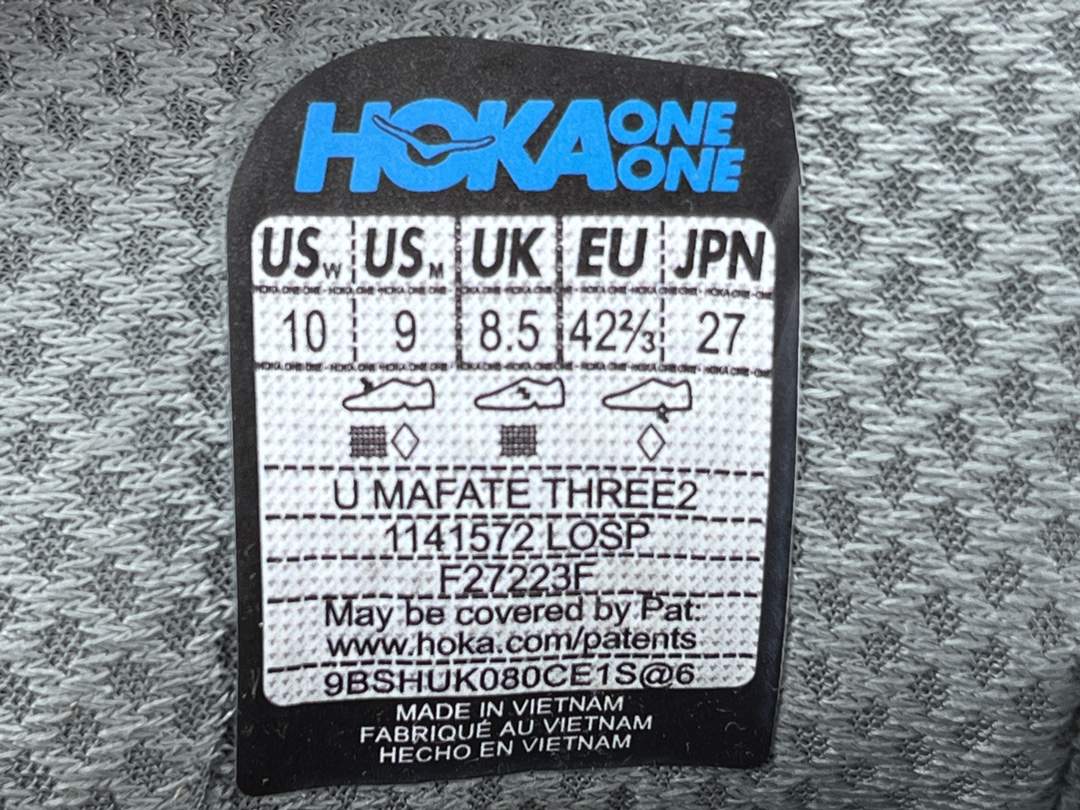 HOKA ONE ONE
USW USM UK EU JPN
10 9 8.5 42⅔ 27
U MAFATE THREE2
1141572 LOSP
F27223F
May be covered by Pat:
www.hoka.com/patents
9BSHUK080CE1S@6
MADE IN VIETNAM
FABRIQUÉ AU VIETNAM
HECHO EN VIETNAM